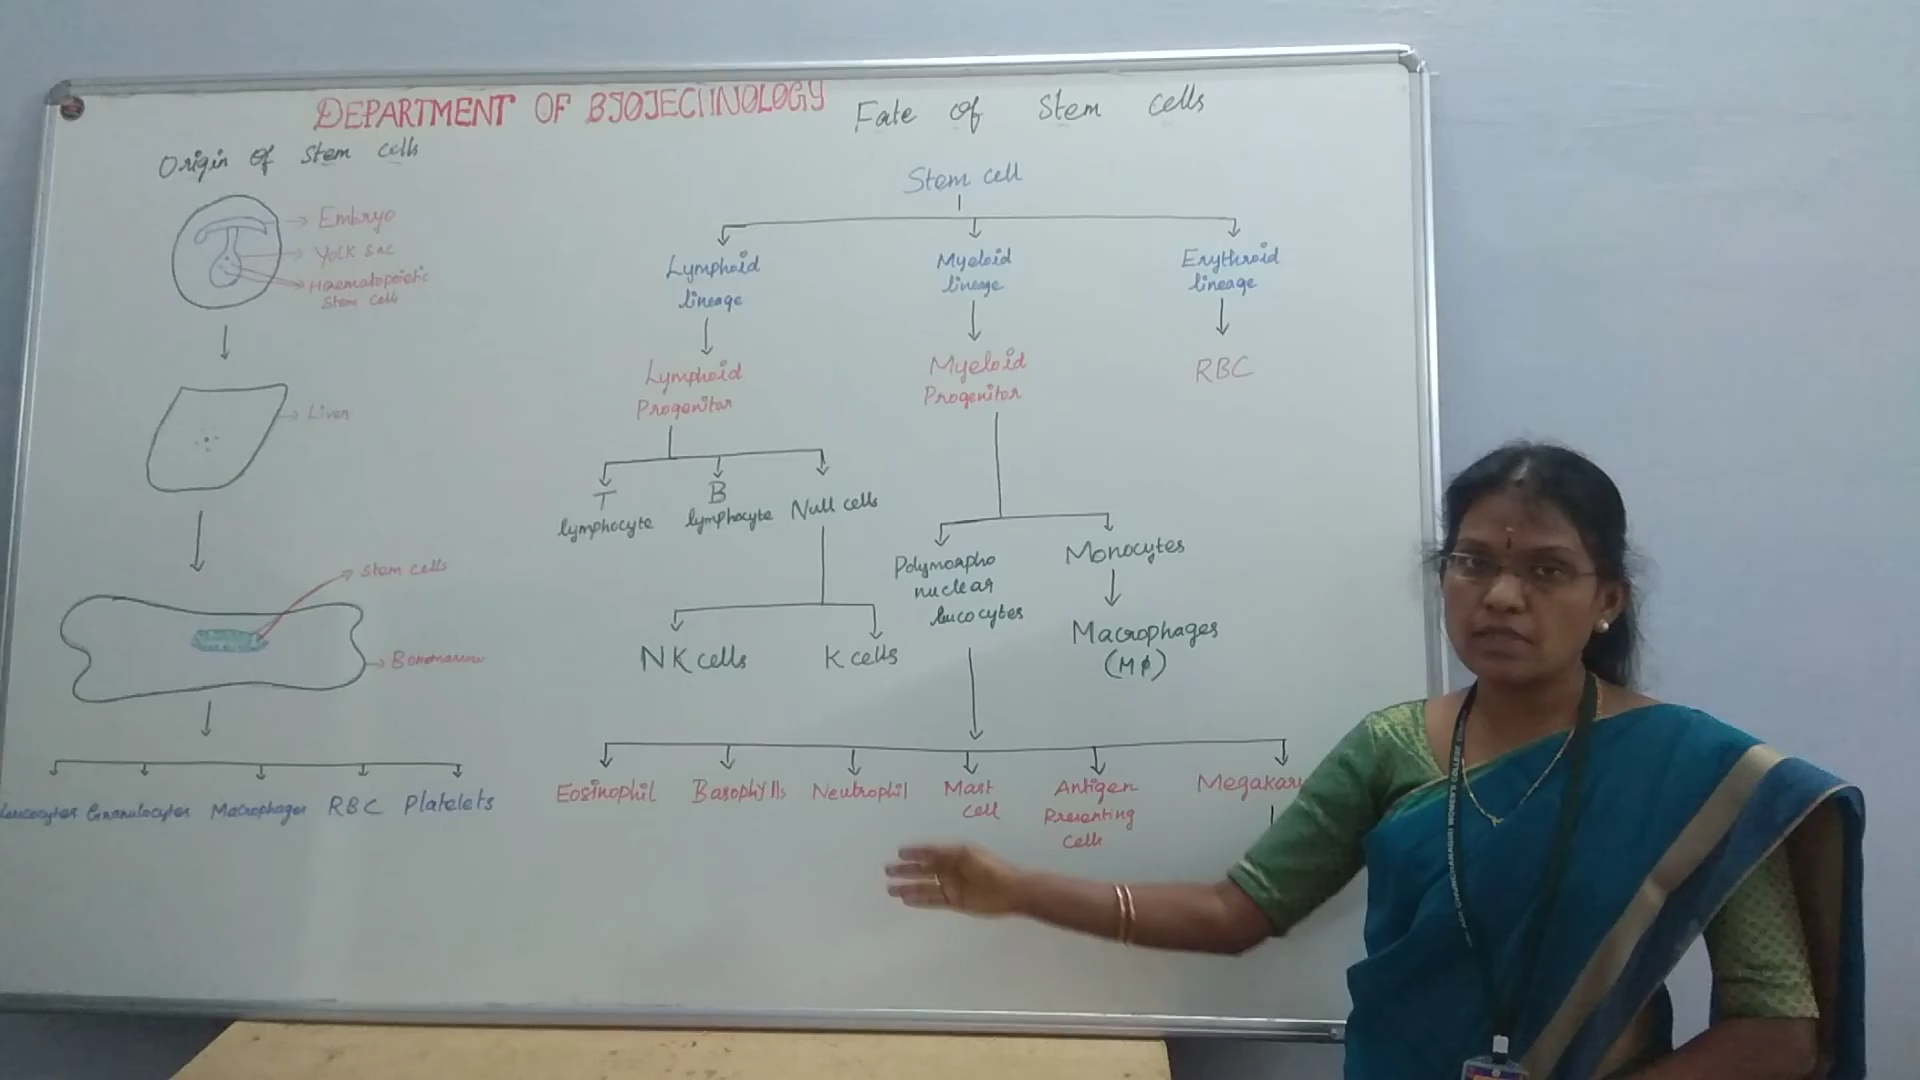 DEPARTMENT OF BIOTECHNOLOGY
Fate of Stem cells
Origin of Stem cells
Embryo
Yolk sac
Haematopoietic
Stem cells
Liver
Stem cells
Bonemarrow
Leucocytes Granulocytes Macrophages RBC Platelets
Stem cell
Lymphoid
lineage
Myeloid
lineage
Erythroid
lineage
Lymphoid
Progenitor
Myeloid
Progenitor
RBC
T
lymphocyte
B
lymphocyte
Null cells
Polymorpho
nuclear
leucocytes
Monocytes
NK cells
K cells
Macrophages
(Mφ)
Eosinophil
Basophylls
Neutrophil
Mast
cell
Antigen
Presenting
Cells
Megakary